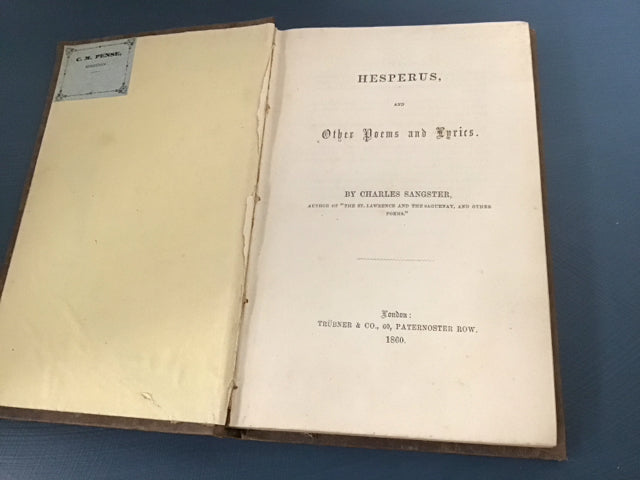 C. M. PENSE,
HESPERUS,
AND
Other Poems and Lyrics.
BY CHARLES SANGSTER,
AUTHOR OF "THE ST. LAWRENCE AND THE SAGUENAY, AND OTHER
POEMS."
London:
TRÜBNER & CO., 60, PATERNOSTER ROW.
1860.